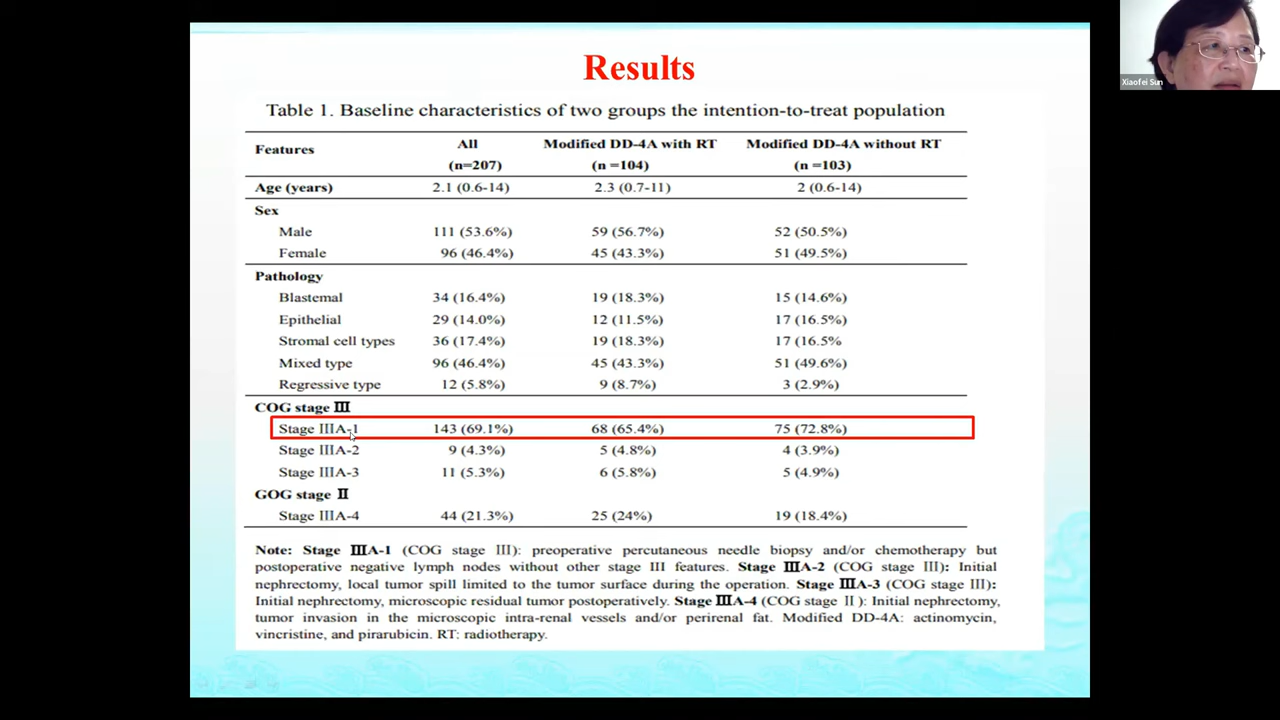 Results
Xiaofei Sun
Table 1. Baseline characteristics of two groups the intention-to-treat population
Features All (n=207) Modified DD-4A with RT (n =104) Modified DD-4A without RT (n =103)
Age (years) 2.1 (0.6-14) 2.3 (0.7-11) 2 (0.6-14)
Sex
Male 111 (53.6%) 59 (56.7%) 52 (50.5%)
Female 96 (46.4%) 45 (43.3%) 51 (49.5%)
Pathology
Blastemal 34 (16.4%) 19 (18.3%) 15 (14.6%)
Epithelial 29 (14.0%) 12 (11.5%) 17 (16.5%)
Stromal cell types 36 (17.4%) 19 (18.3%) 17 (16.5%
Mixed type 96 (46.4%) 45 (43.3%) 51 (49.6%)
Regressive type 12 (5.8%) 9 (8.7%) 3 (2.9%)
COG stage Ⅲ
Stage ⅢA-1 143 (69.1%) 68 (65.4%) 75 (72.8%)
Stage ⅢA-2 9 (4.3%) 5 (4.8%) 4 (3.9%)
Stage ⅢA-3 11 (5.3%) 6 (5.8%) 5 (4.9%)
GOG stage Ⅱ
Stage ⅢA-4 44 (21.3%) 25 (24%) 19 (18.4%)
Note: Stage ⅢA-1 (COG stage Ⅲ): preoperative percutaneous needle biopsy and/or chemotherapy but
postoperative negative lymph nodes without other stage III features. Stage ⅢA-2 (COG stage Ⅲ): Initial
nephrectomy, local tumor spill limited to the tumor surface during the operation. Stage ⅢA-3 (COG stage Ⅲ):
Initial nephrectomy, microscopic residual tumor postoperatively. Stage ⅢA-4 (COG stage Ⅱ): Initial nephrectomy,
tumor invasion in the microscopic intra-renal vessels and/or perirenal fat. Modified DD-4A: actinomycin,
vincristine, and pirarubicin. RT: radiotherapy.